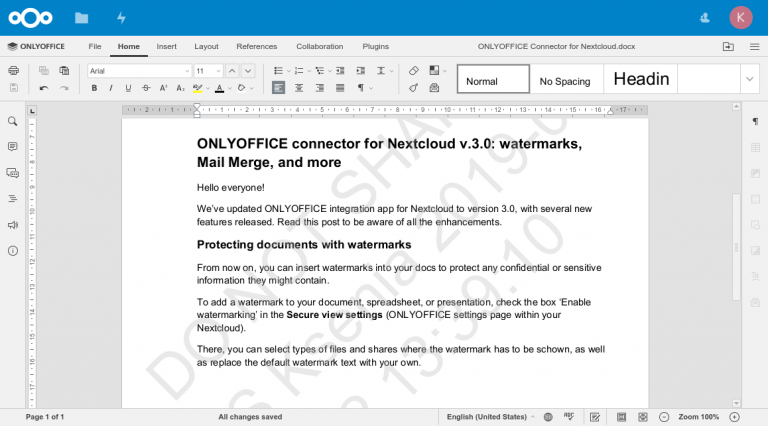 K
ONLYOFFICE File Home Insert Layout References Collaboration Plugins ONLYOFFICE Connector for Nextcloud.docx
Arial 11 Normal No Spacing Headin
B I U S A A
ONLYOFFICE connector for Nextcloud v.3.0: watermarks,
Mail Merge, and more
Hello everyone!
We've updated ONLYOFFICE integration app for Nextcloud to version 3.0, with several new
features released. Read this post to be aware of all the enhancements.
Protecting documents with watermarks
From now on, you can insert watermarks into your docs to protect any confidential or sensitive
information they might contain.
To add a watermark to your document, spreadsheet, or presentation, check the box 'Enable
watermarking' in the Secure view settings (ONLYOFFICE settings page within your
Nextcloud).
There, you can select types of files and shares where the watermark has to be schown, as well
as replace the default watermark text with your own.
DO NOT SHAR
Ksenia 2019-0
13:39:10
Page 1 of 1 All changes saved English (United States) Zoom 100%